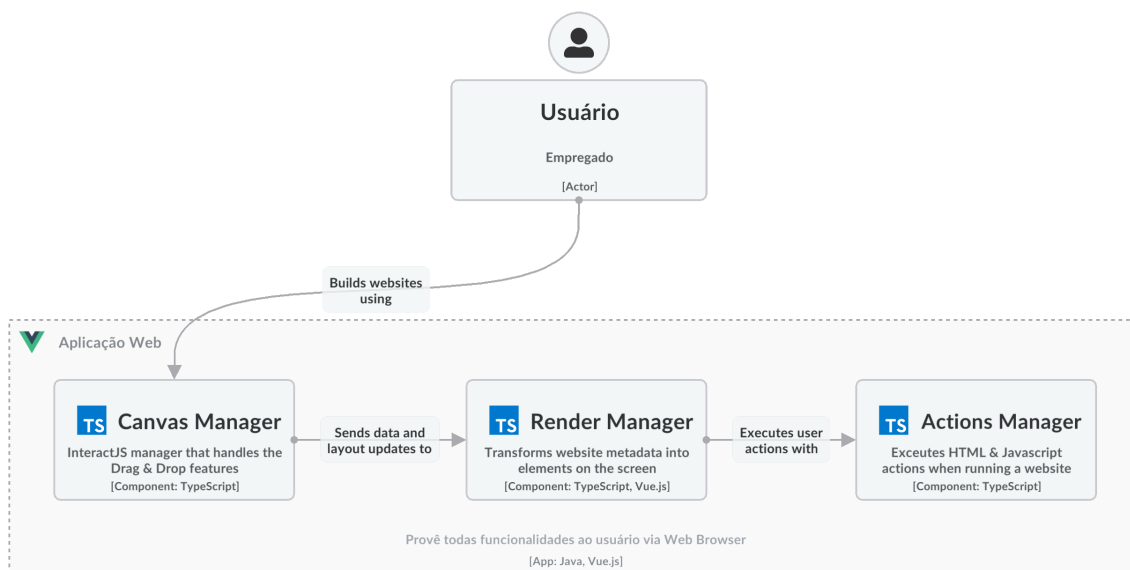 Usuário
Empregado
[Actor]
Builds websites
using
Aplicação Web
TS Canvas Manager
InteractJS manager that handles the
Drag & Drop features
[Component: TypeScript]
Sends data and
layout updates to
TS Render Manager
Transforms website metadata into
elements on the screen
[Component: TypeScript, Vue.js]
Executes user
actions with
TS Actions Manager
Exceutes HTML & Javascript
actions when running a website
[Component: TypeScript]
Provê todas funcionalidades ao usuário via Web Browser
[App: Java, Vue.js]